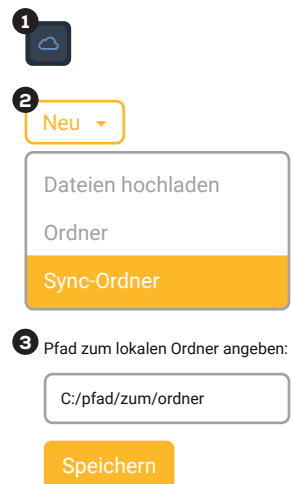 1
2
Neu
Dateien hochladen
Ordner
Sync-Ordner
3 Pfad zum lokalen Ordner angeben:
C:/pfad/zum/ordner
Speichern